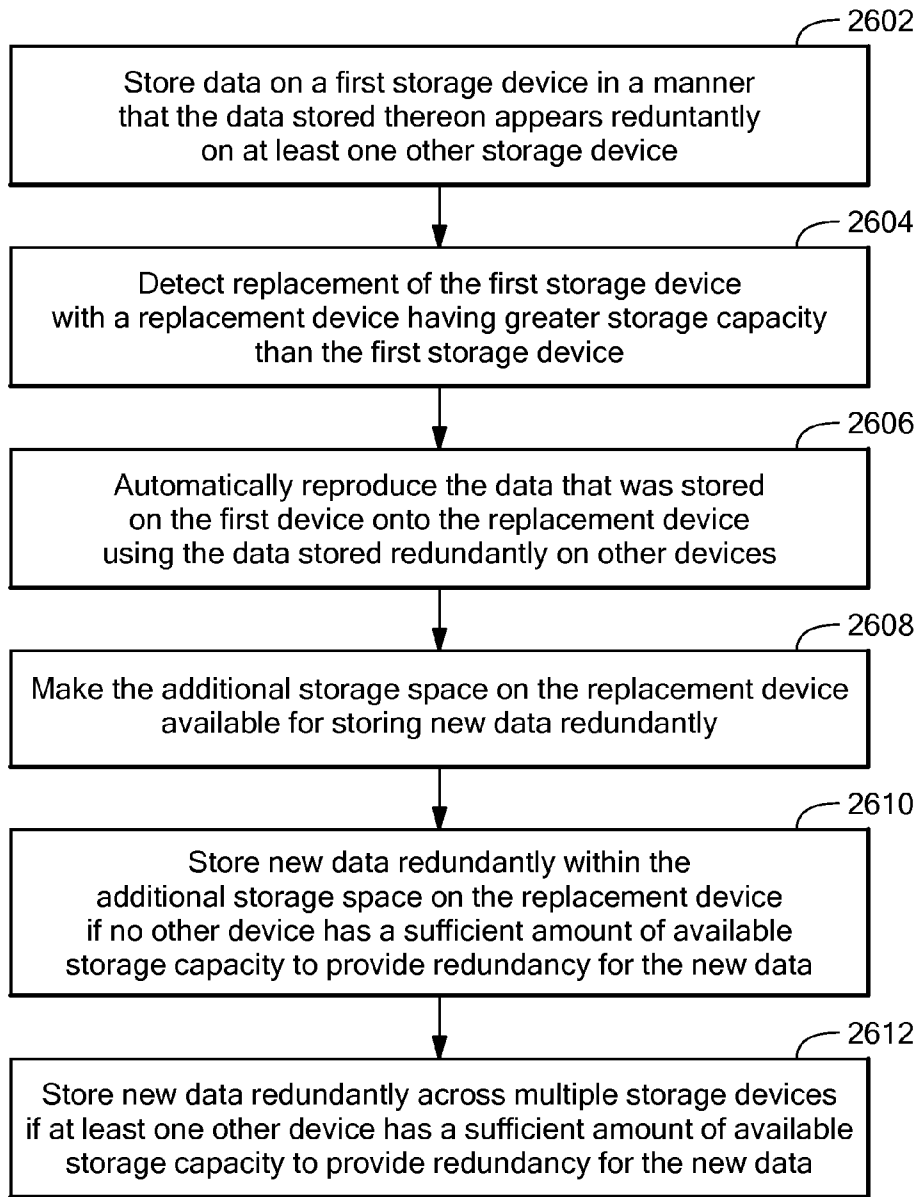 2602
Store data on a first storage device in a manner
that the data stored thereon appears reduntantly
on at least one other storage device
2604
Detect replacement of the first storage device
with a replacement device having greater storage capacity
than the first storage device
2606
Automatically reproduce the data that was stored
on the first device onto the replacement device
using the data stored redundantly on other devices
2608
Make the additional storage space on the replacement device
available for storing new data redundantly
2610
Store new data redundantly within the
additional storage space on the replacement device
if no other device has a sufficient amount of available
storage capacity to provide redundancy for the new data
2612
Store new data redundantly across multiple storage devices
if at least one other device has a sufficient amount of available
storage capacity to provide redundancy for the new data